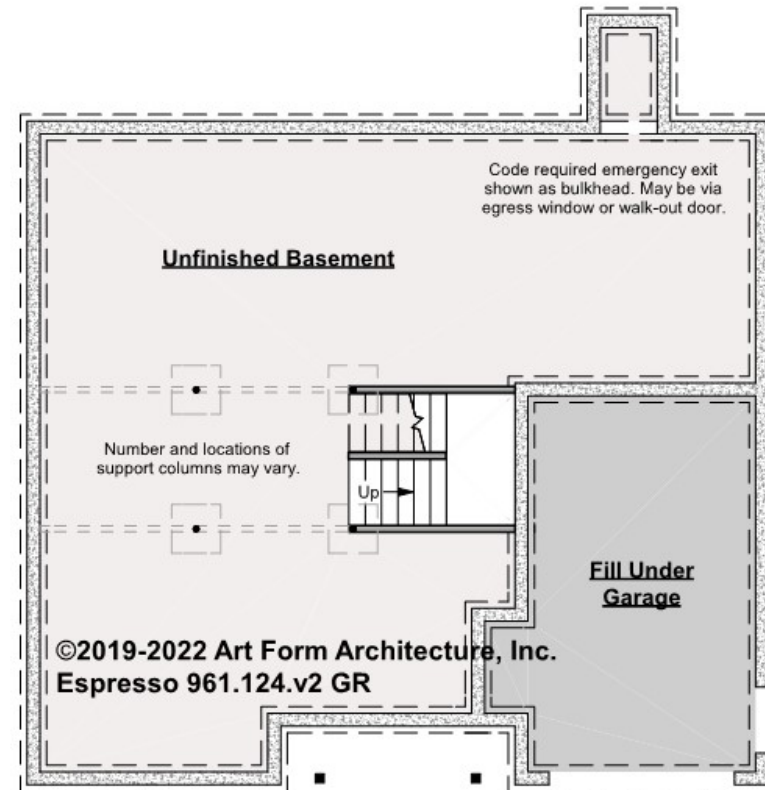 Code required emergency exit
shown as bulkhead. May be via
egress window or walk-out door.
Unfinished Basement
Number and locations of
support columns may vary.
Up
Fill Under
Garage
©2019-2022 Art Form Architecture, Inc.
Espresso 961.124.v2 GR